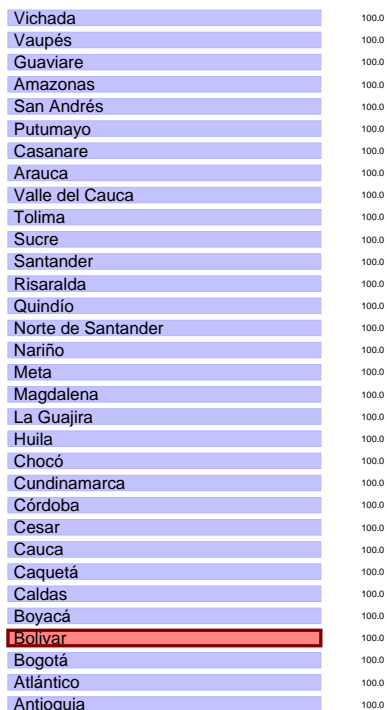 Vichada 100.0
Vaupés 100.0
Guaviare 100.0
Amazonas 100.0
San Andrés 100.0
Putumayo 100.0
Casanare 100.0
Arauca 100.0
Valle del Cauca 100.0
Tolima 100.0
Sucre 100.0
Santander 100.0
Risaralda 100.0
Quindío 100.0
Norte de Santander 100.0
Nariño 100.0
Meta 100.0
Magdalena 100.0
La Guajira 100.0
Huila 100.0
Chocó 100.0
Cundinamarca 100.0
Córdoba 100.0
Cesar 100.0
Cauca 100.0
Caquetá 100.0
Caldas 100.0
Boyacá 100.0
Bolivar 100.0
Bogotá 100.0
Atlántico 100.0
Antioquia 100.0